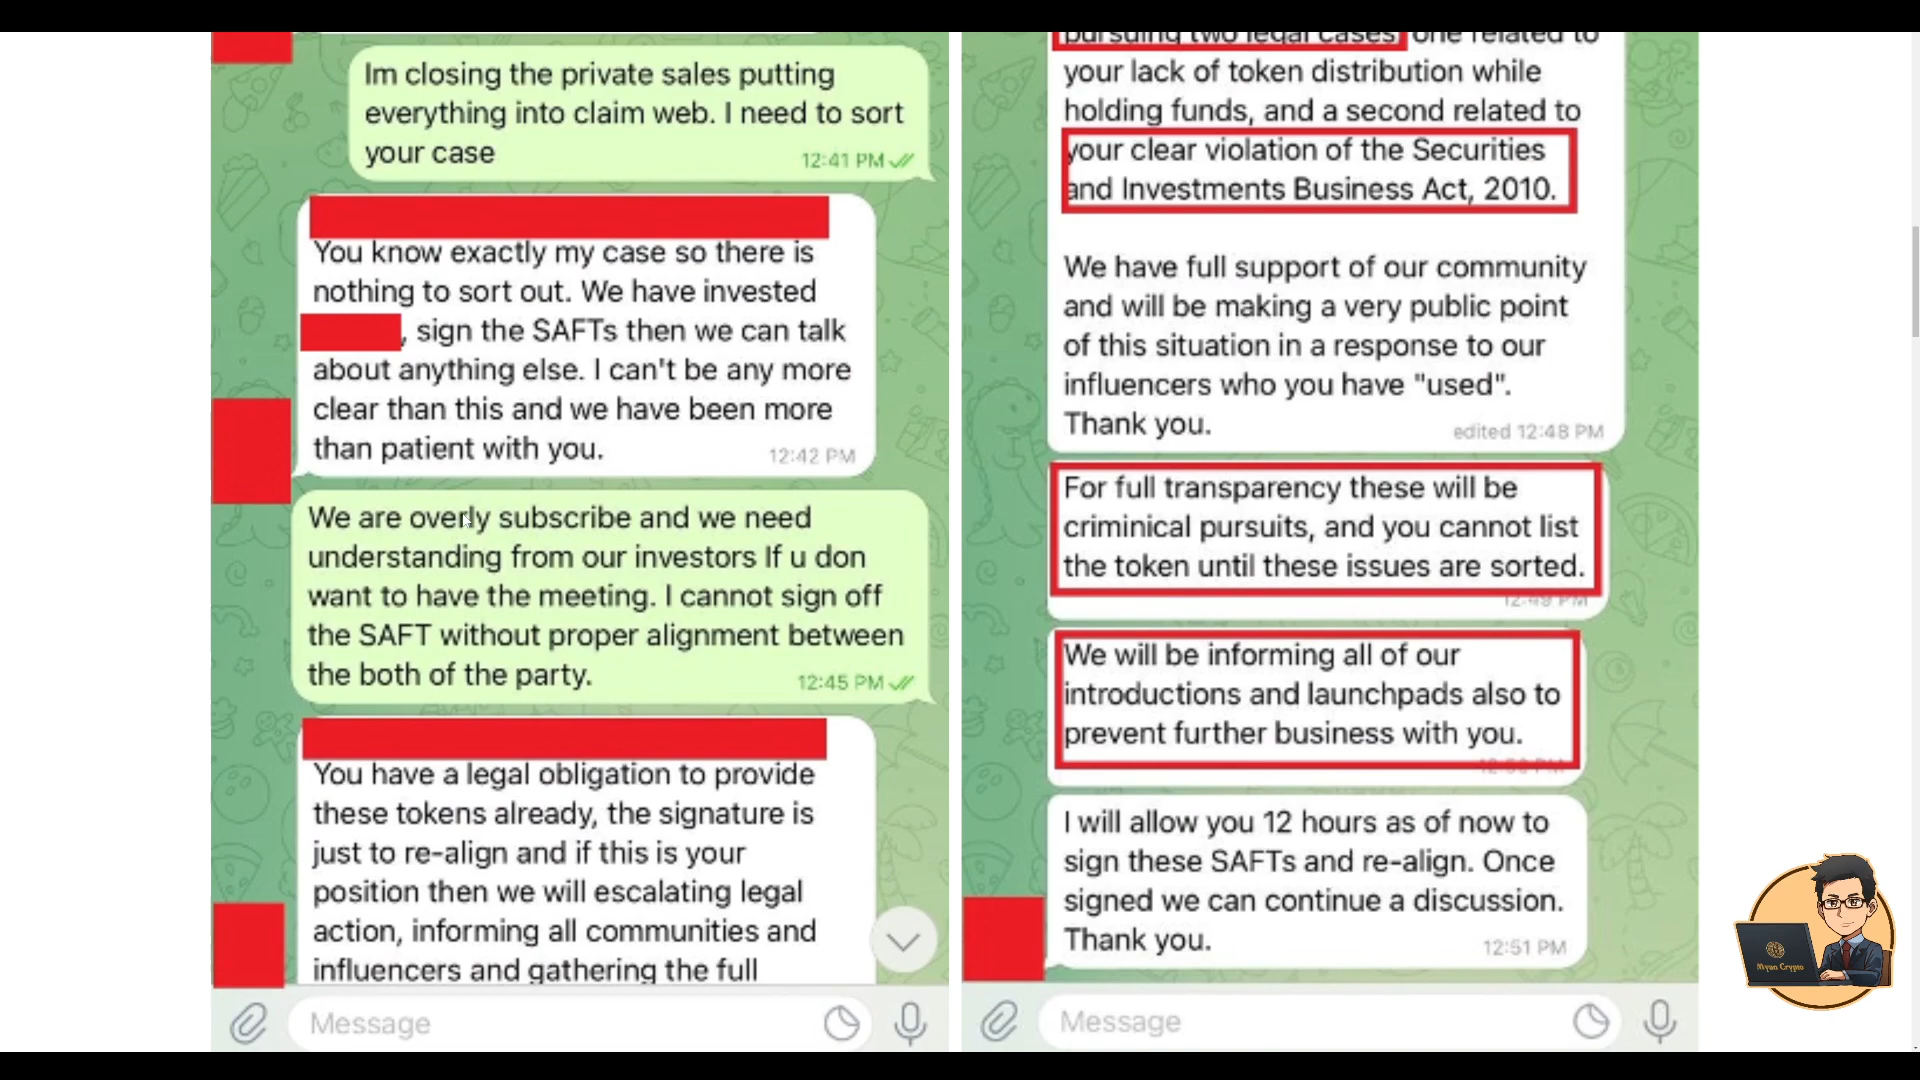 Im closing the private sales putting
everything into claim web. I need to sort
your case
12:41 PM
You know exactly my case so there is
nothing to sort out. We have invested
, sign the SAFTs then we can talk
about anything else. I can't be any more
clear than this and we have been more
than patient with you.
12:42 PM
We are overly subscribe and we need
understanding from our investors If u don
want to have the meeting. I cannot sign off
the SAFT without proper alignment between
the both of the party.
12:45 PM
You have a legal obligation to provide
these tokens already, the signature is
just to re-align and if this is your
position then we will escalating legal
action, informing all communities and
influencers and gathering the full
Message
pursuing two legal cases, one related to
your lack of token distribution while
holding funds, and a second related to
your clear violation of the Securities
and Investments Business Act, 2010.
We have full support of our community
and will be making a very public point
of this situation in a response to our
influencers who you have "used".
Thank you.
edited 12:48 PM
For full transparency these will be
criminical pursuits, and you cannot list
the token until these issues are sorted.
12:49 PM
We will be informing all of our
introductions and launchpads also to
prevent further business with you.
I will allow you 12 hours as of now to
sign these SAFTs and re-align. Once
signed we can continue a discussion.
Thank you.
12:51 PM
Message
Myan Crypto